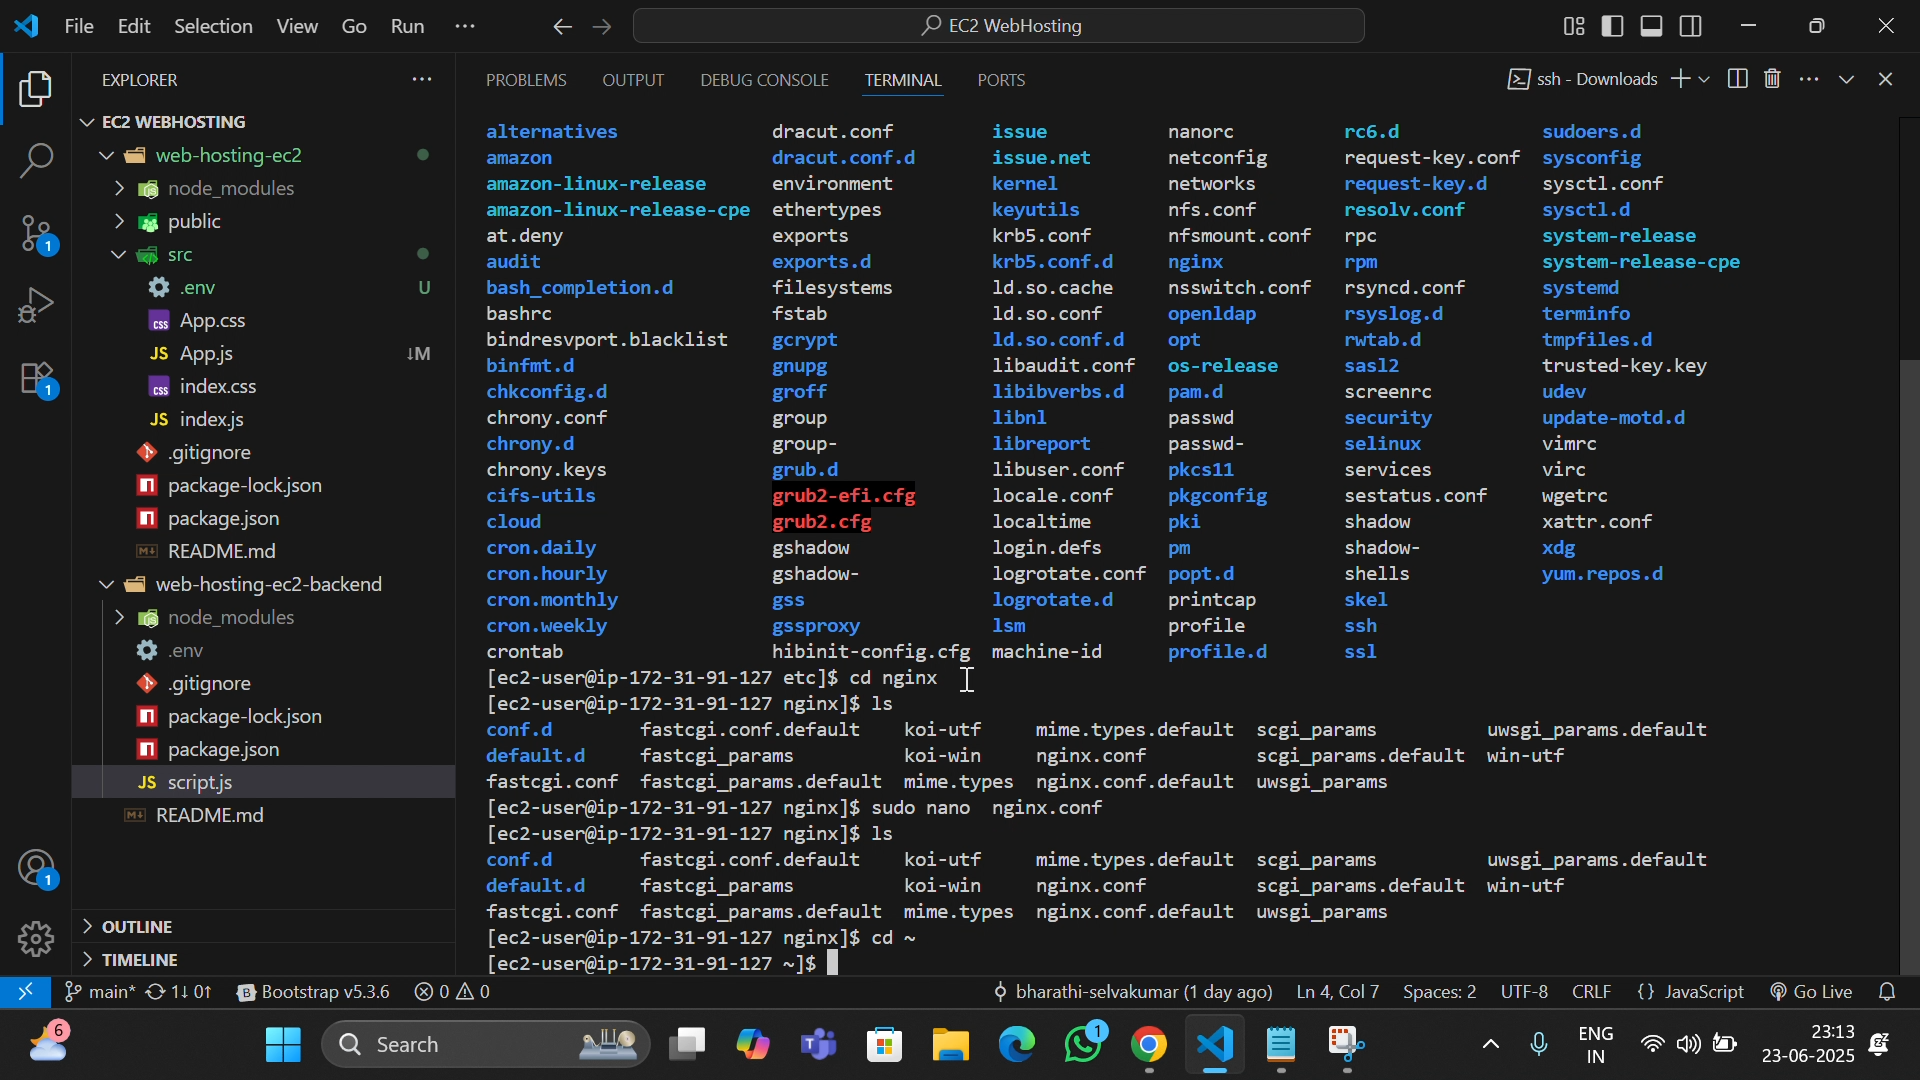 File Edit Selection View Go Run ··· EC2 WebHosting
EXPLORER ···
EC2 WEBHOSTING
web-hosting-ec2
node_modules
public
src
.env U
App.css
App.js ↓M
index.css
index.js
.gitignore
package-lock.json
package.json
README.md
web-hosting-ec2-backend
node_modules
.env
.gitignore
package-lock.json
package.json
script.js
README.md
OUTLINE
TIMELINE
PROBLEMS OUTPUT DEBUG CONSOLE TERMINAL PORTS ssh - Downloads
alternatives dracut.conf issue nanorc rc6.d sudoers.d
amazon dracut.conf.d issue.net netconfig request-key.conf sysconfig
amazon-linux-release environment kernel networks request-key.d sysctl.conf
amazon-linux-release-cpe ethertypes keyutils nfs.conf resolv.conf sysctl.d
at.deny exports krb5.conf nfsmount.conf rpc system-release
audit exports.d krb5.conf.d nginx rpm system-release-cpe
bash_completion.d filesystems ld.so.cache nsswitch.conf rsyncd.conf systemd
bashrc fstab ld.so.conf openldap rsyslog.d terminfo
bindresvport.blacklist gcrypt ld.so.conf.d opt rwtab.d tmpfiles.d
binfmt.d gnupg libaudit.conf os-release sasl2 trusted-key.key
chkconfig.d groff libibverbs.d pam.d screenrc udev
chrony.conf group libnl passwd security update-motd.d
chrony.d group- libreport passwd- selinux vimrc
chrony.keys grub.d libuser.conf pkcs11 services virc
cifs-utils grub2-efi.cfg locale.conf pkgconfig sestatus.conf wgetrc
cloud grub2.cfg localtime pki shadow xattr.conf
cron.daily gshadow login.defs pm shadow- xdg
cron.hourly gshadow- logrotate.conf popt.d shells yum.repos.d
cron.monthly gss logrotate.d printcap skel
cron.weekly gssproxy lsm profile ssh
crontab hibinit-config.cfg machine-id profile.d ssl
[ec2-user@ip-172-31-91-127 etc]$ cd nginx
[ec2-user@ip-172-31-91-127 nginx]$ ls
conf.d fastcgi.conf.default koi-utf mime.types.default scgi_params uwsgi_params.default
default.d fastcgi_params koi-win nginx.conf scgi_params.default win-utf
fastcgi.conf fastcgi_params.default mime.types nginx.conf.default uwsgi_params
[ec2-user@ip-172-31-91-127 nginx]$ sudo nano  nginx.conf
[ec2-user@ip-172-31-91-127 nginx]$ ls
conf.d fastcgi.conf.default koi-utf mime.types.default scgi_params uwsgi_params.default
default.d fastcgi_params koi-win nginx.conf scgi_params.default win-utf
fastcgi.conf fastcgi_params.default mime.types nginx.conf.default uwsgi_params
[ec2-user@ip-172-31-91-127 nginx]$ cd ~
[ec2-user@ip-172-31-91-127 ~]$
main* 1↓ 0↑ Bootstrap v5.3.6 0 0 bharathi-selvakumar (1 day ago) Ln 4, Col 7 Spaces: 2 UTF-8 CRLF {} JavaScript Go Live
6 Search 1 ENG 23:13
IN 23-06-2025